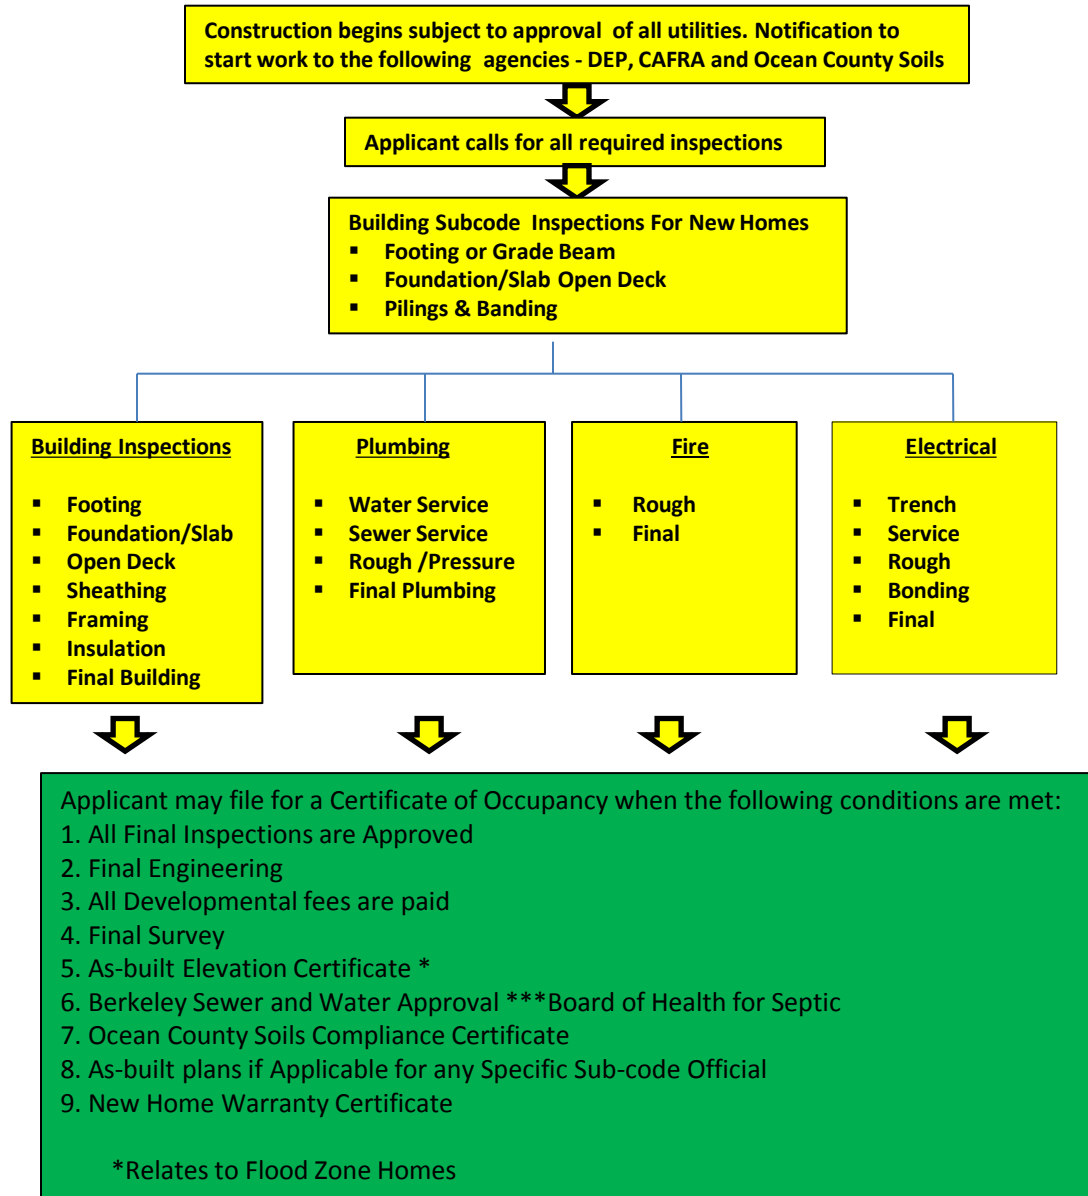 Construction begins subject to approval of all utilities. Notification to
start work to the following agencies - DEP, CAFRA and Ocean County Soils
Applicant calls for all required inspections
Building Subcode Inspections For New Homes
▪ Footing or Grade Beam
▪ Foundation/Slab Open Deck
▪ Pilings & Banding
Building Inspections
▪ Footing
▪ Foundation/Slab
▪ Open Deck
▪ Sheathing
▪ Framing
▪ Insulation
▪ Final Building
Plumbing
▪ Water Service
▪ Sewer Service
▪ Rough /Pressure
▪ Final Plumbing
Fire
▪ Rough
▪ Final
Electrical
▪ Trench
▪ Service
▪ Rough
▪ Bonding
▪ Final
Applicant may file for a Certificate of Occupancy when the following conditions are met:
1. All Final Inspections are Approved
2. Final Engineering
3. All Developmental fees are paid
4. Final Survey
5. As-built Elevation Certificate *
6. Berkeley Sewer and Water Approval ***Board of Health for Septic
7. Ocean County Soils Compliance Certificate
8. As-built plans if Applicable for any Specific Sub-code Official
9. New Home Warranty Certificate
*Relates to Flood Zone Homes